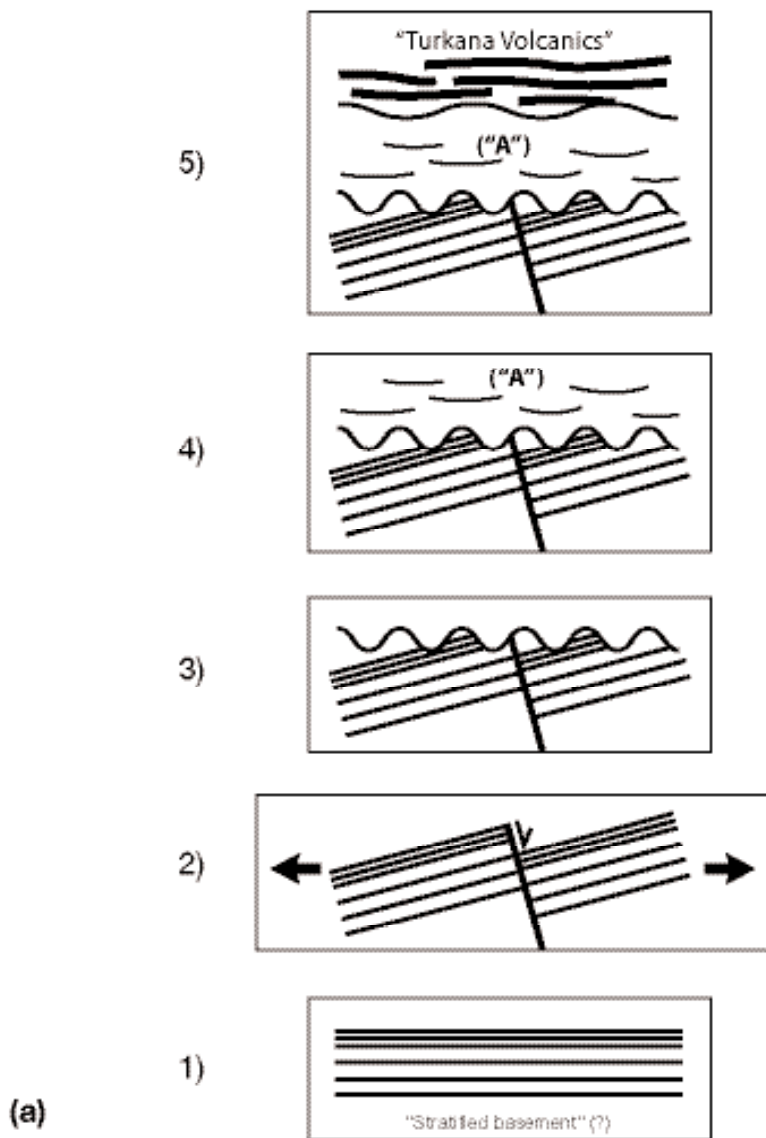 "Turkana Volcanics"
5)
("A")
4)
("A")
3)
2)
1)
"Stratified basement" (?)
(a)